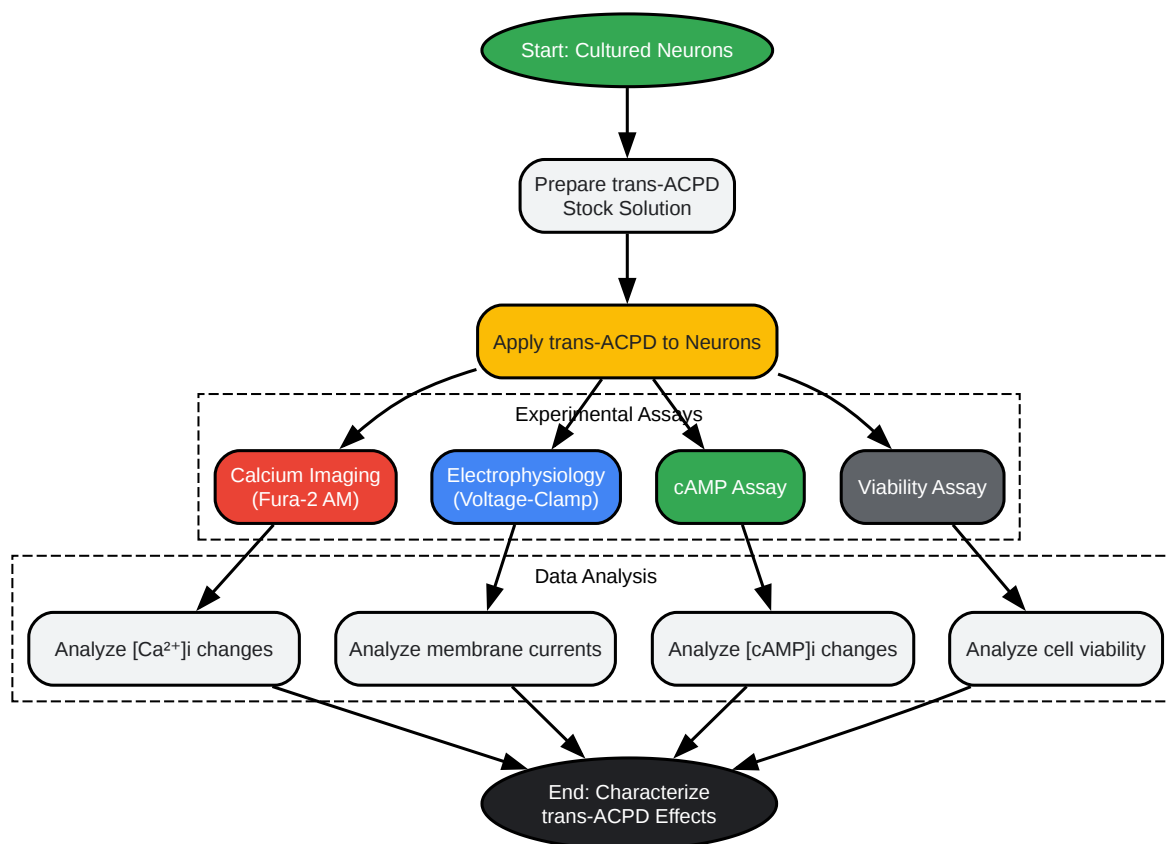 Start: Cultured Neurons
Prepare trans-ACPD
Stock Solution
Apply trans-ACPD to Neurons
Experimental Assays
Calcium Imaging
(Fura-2 AM)
Electrophysiology
(Voltage-Clamp)
cAMP Assay
Viability Assay
Data Analysis
Analyze [Ca²⁺]i changes
Analyze membrane currents
Analyze [cAMP]i changes
Analyze cell viability
End: Characterize
trans-ACPD Effects